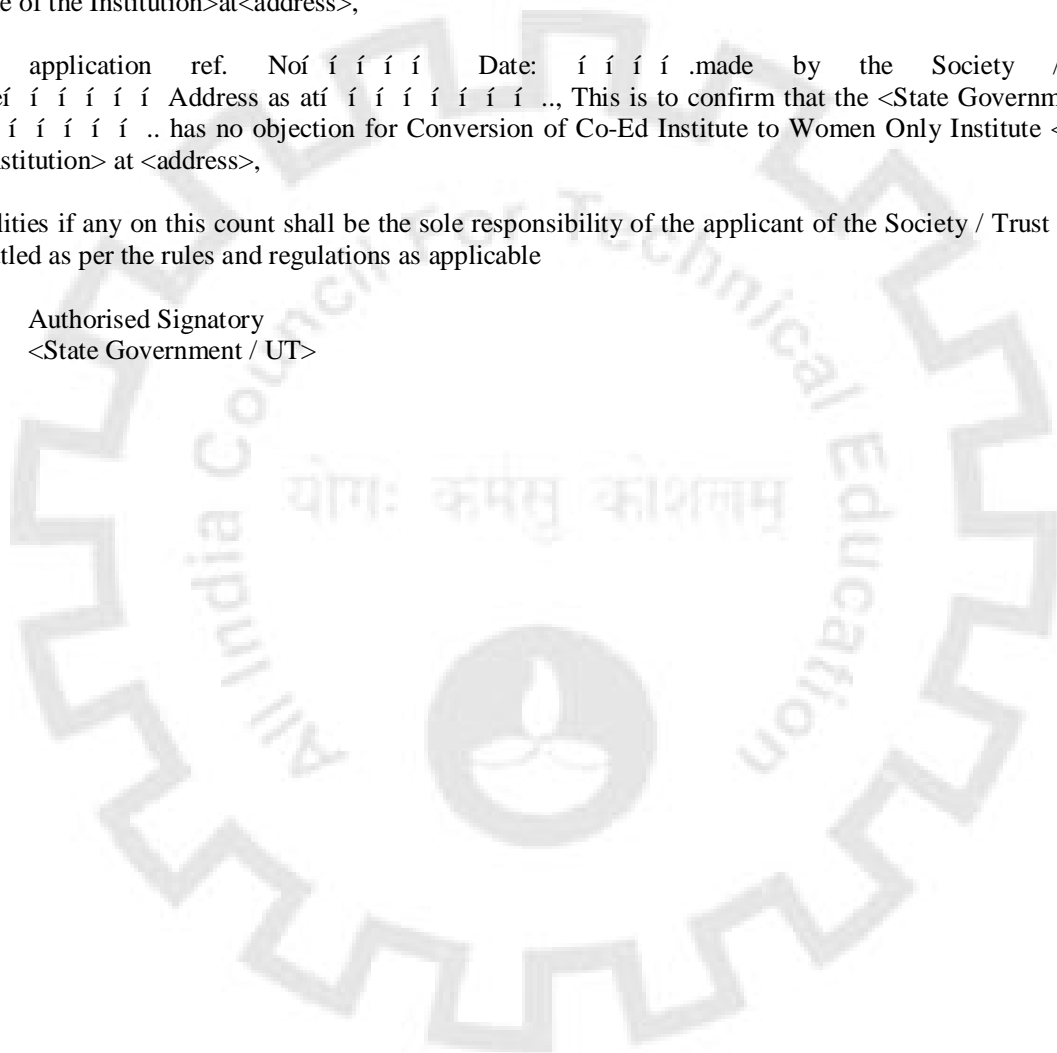 e of the Institution>at<address>,
application ref. Noí í í í í Date: í í í í .made by the Society /
eí í í í í í Address as atí í í í í í í í .., This is to confirm that the <State Governm
í í í í í .. has no objection for Conversion of Co-Ed Institute to Women Only Institute <
nstitution> at <address>,
lities if any on this count shall be the sole responsibility of the applicant of the Society / Trust
tled as per the rules and regulations as applicable
Authorised Signatory
<State Government / UT>
All India Council For Technical Education
योगः कर्मसु कौशलम्